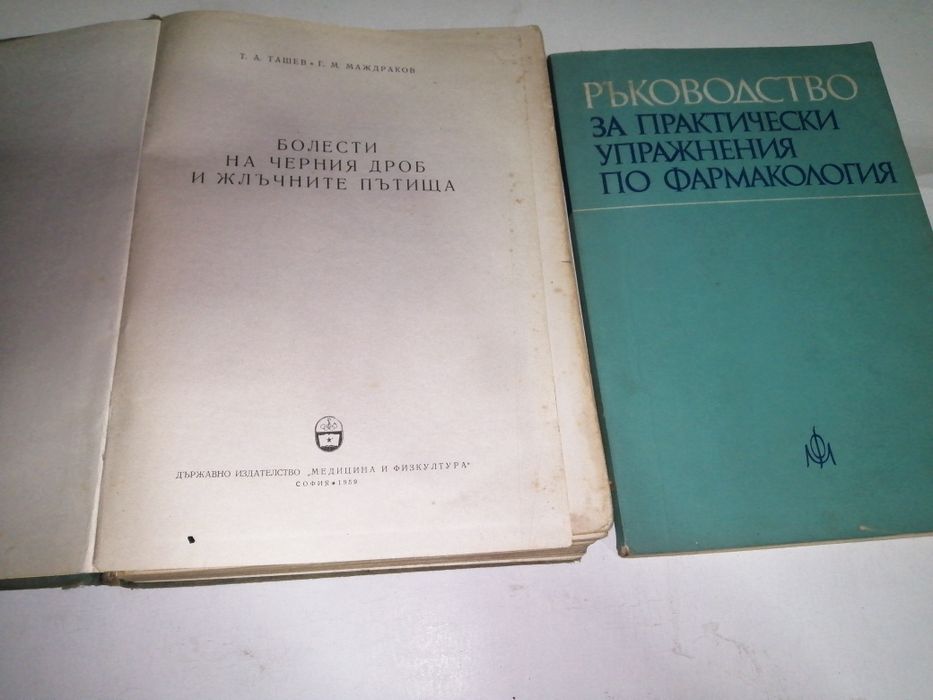 Т. А. ТАШЕВ • Г. М. МАЖДРАКОВ
БОЛЕСТИ
НА ЧЕРНИЯ ДРОБ
И ЖЛЪЧНИТЕ ПЪТИЩА
ДЪРЖАВНО ИЗДАТЕЛСТВО „МЕДИЦИНА И ФИЗКУЛТУРА“
СОФИЯ • 1959
РЪКОВОДСТВО
ЗА ПРАКТИЧЕСКИ
УПРАЖНЕНИЯ
ПО ФАРМАКОЛОГИЯ